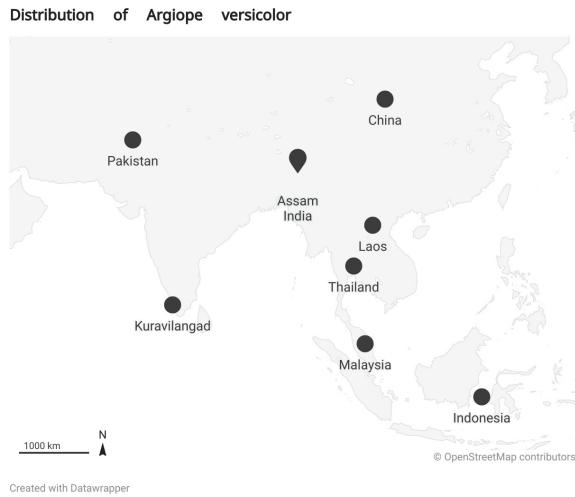 Distribution of Argiope versicolor
China
Pakistan
Assam
India
Laos
Thailand
Kuravilangad
Malaysia
Indonesia
1000 km
N
© OpenStreetMap contributors
Created with Datawrapper